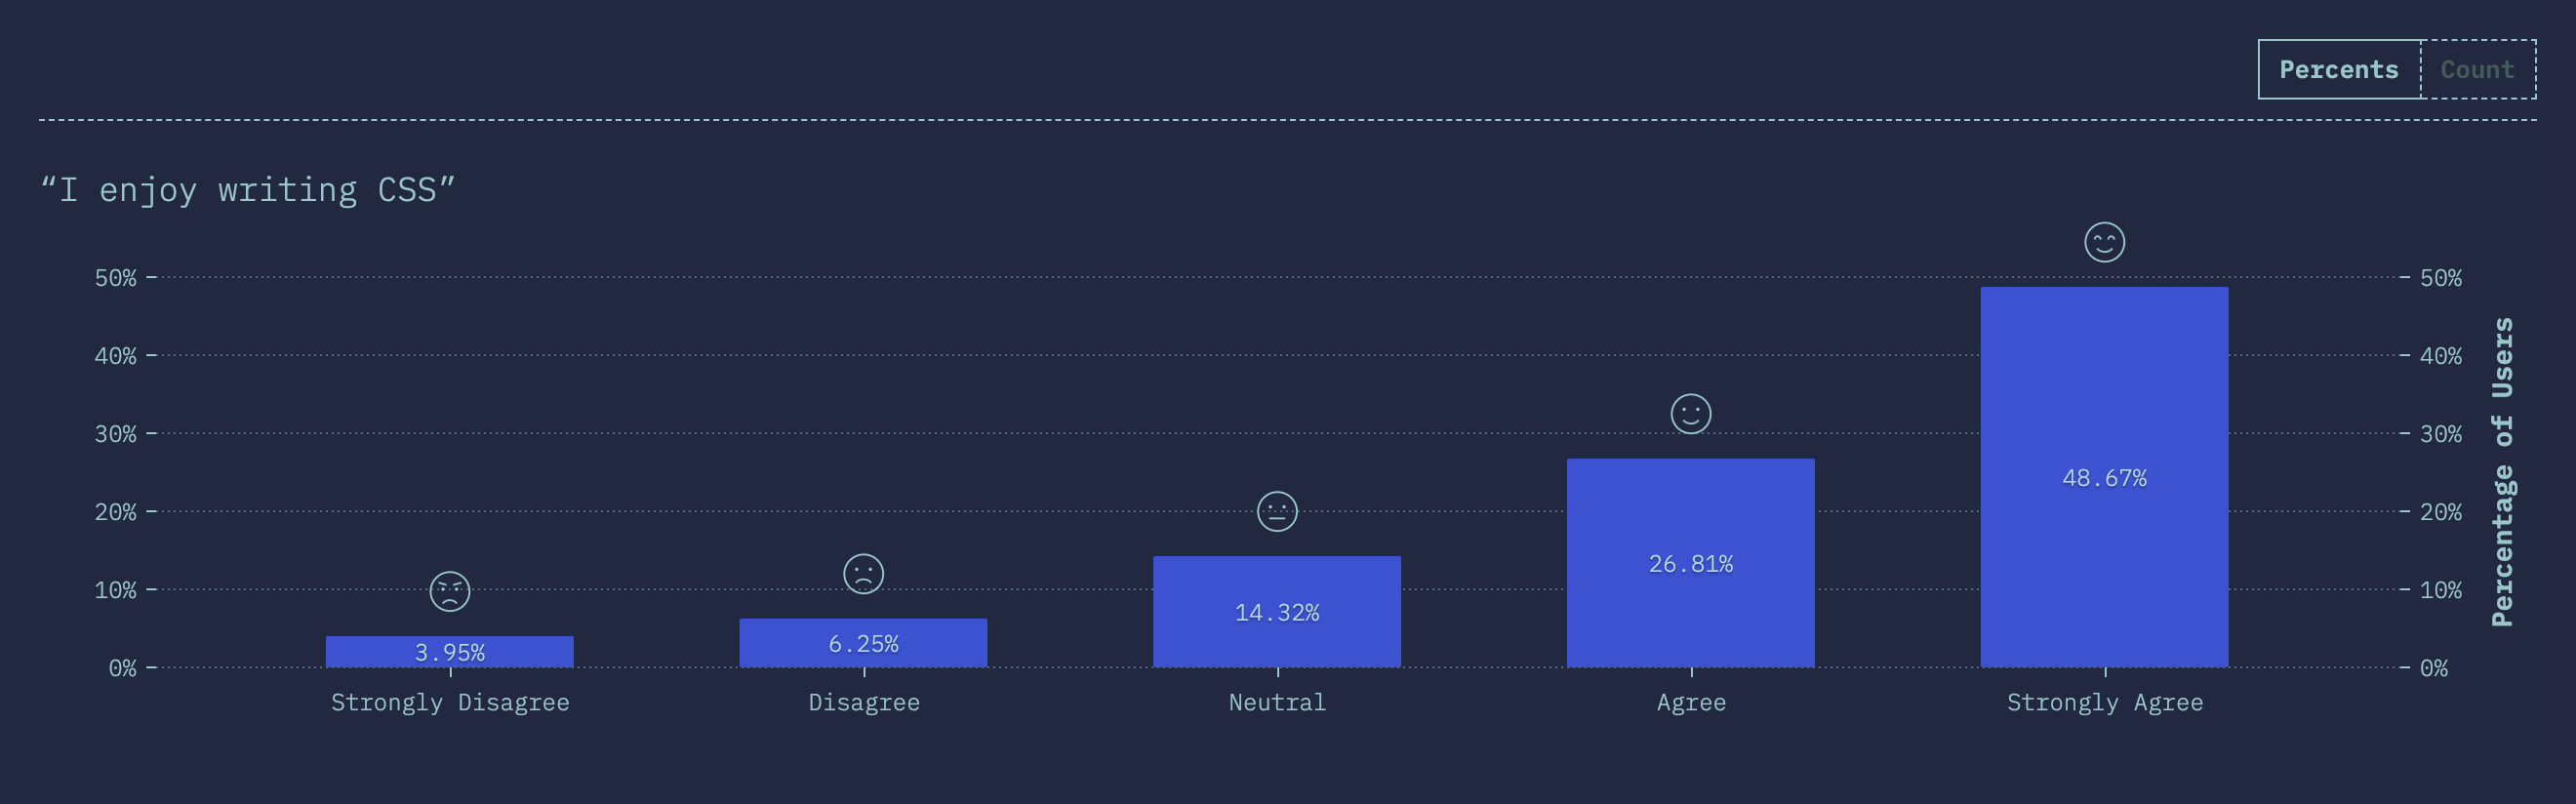 Percents Count
“I enjoy writing CSS”
50% 50%
40% 40%
30% 30%
20% 20%
10% 10%
0% 0%
3.95% 6.25% 14.32% 26.81% 48.67%
Strongly Disagree Disagree Neutral Agree Strongly Agree
Percentage of Users